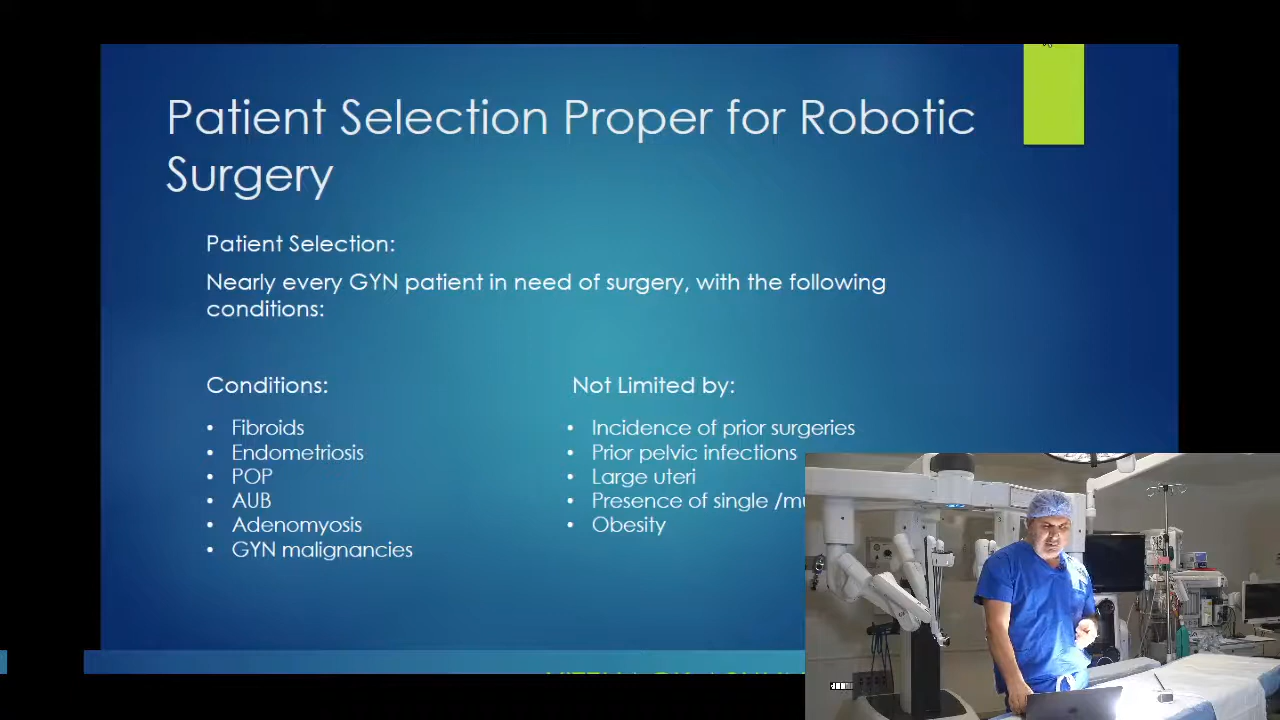 Patient Selection Proper for Robotic
Surgery
Patient Selection:
Nearly every GYN patient in need of surgery, with the following
conditions:
Conditions:
• Fibroids
• Endometriosis
• POP
• AUB
• Adenomyosis
• GYN malignancies
Not Limited by:
• Incidence of prior surgeries
• Prior pelvic infections
• Large uteri
• Presence of single /mu
• Obesity